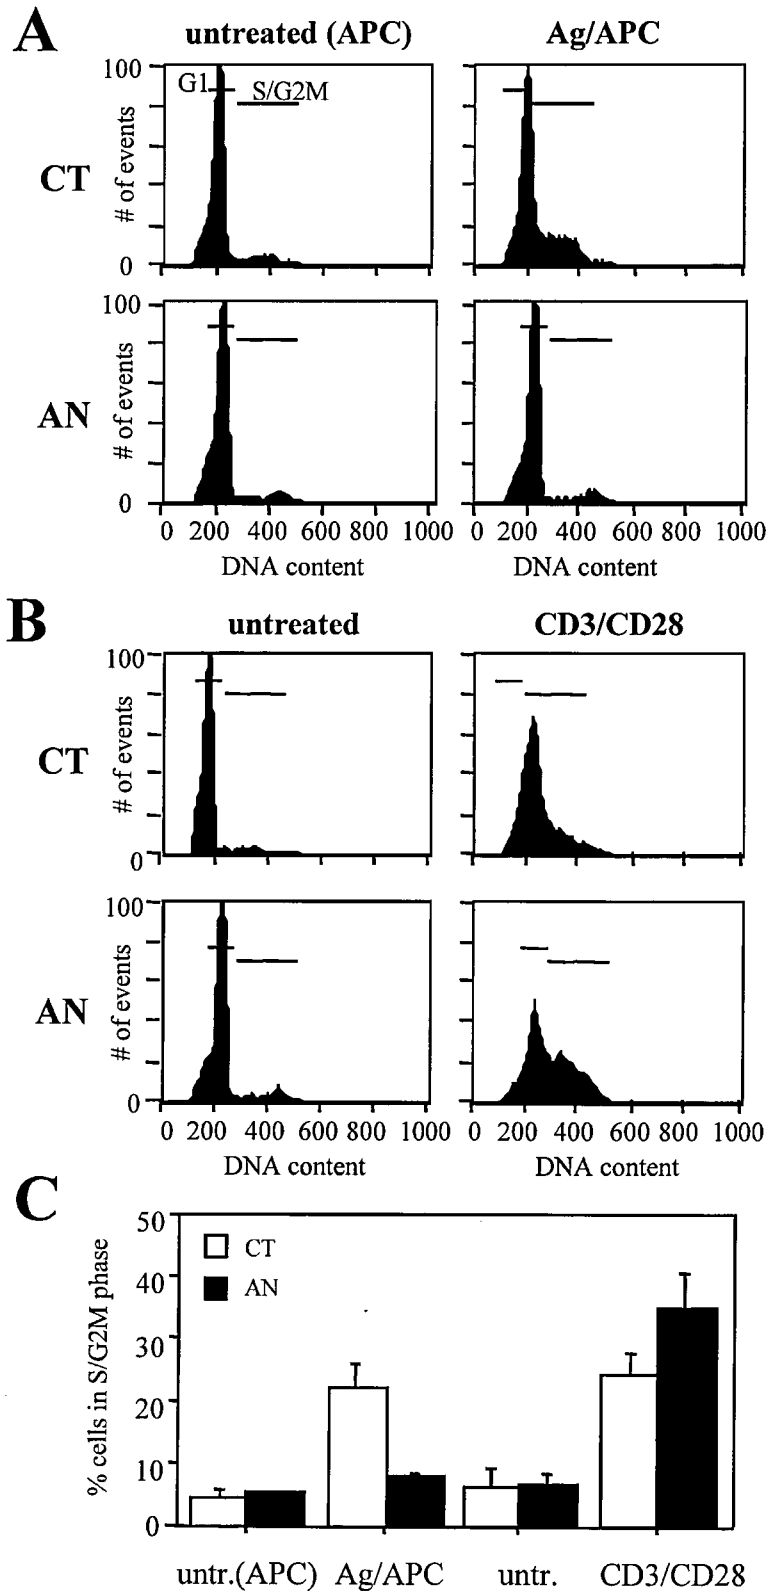 A
untreated (APC) Ag/APC
100
G1 S/G2M
CT
# of events
0
100
AN
# of events
0
0 200 400 600 800 1000 0 200 400 600 800 1000
DNA content DNA content
B
untreated CD3/CD28
100
CT
# of events
0
100
AN
# of events
0
0 200 400 600 800 1000 0 200 400 600 800 1000
DNA content DNA content
C
% cells in S/G2M phase
50
CT
40
AN
30
20
10
0
untr.(APC) Ag/APC untr. CD3/CD28